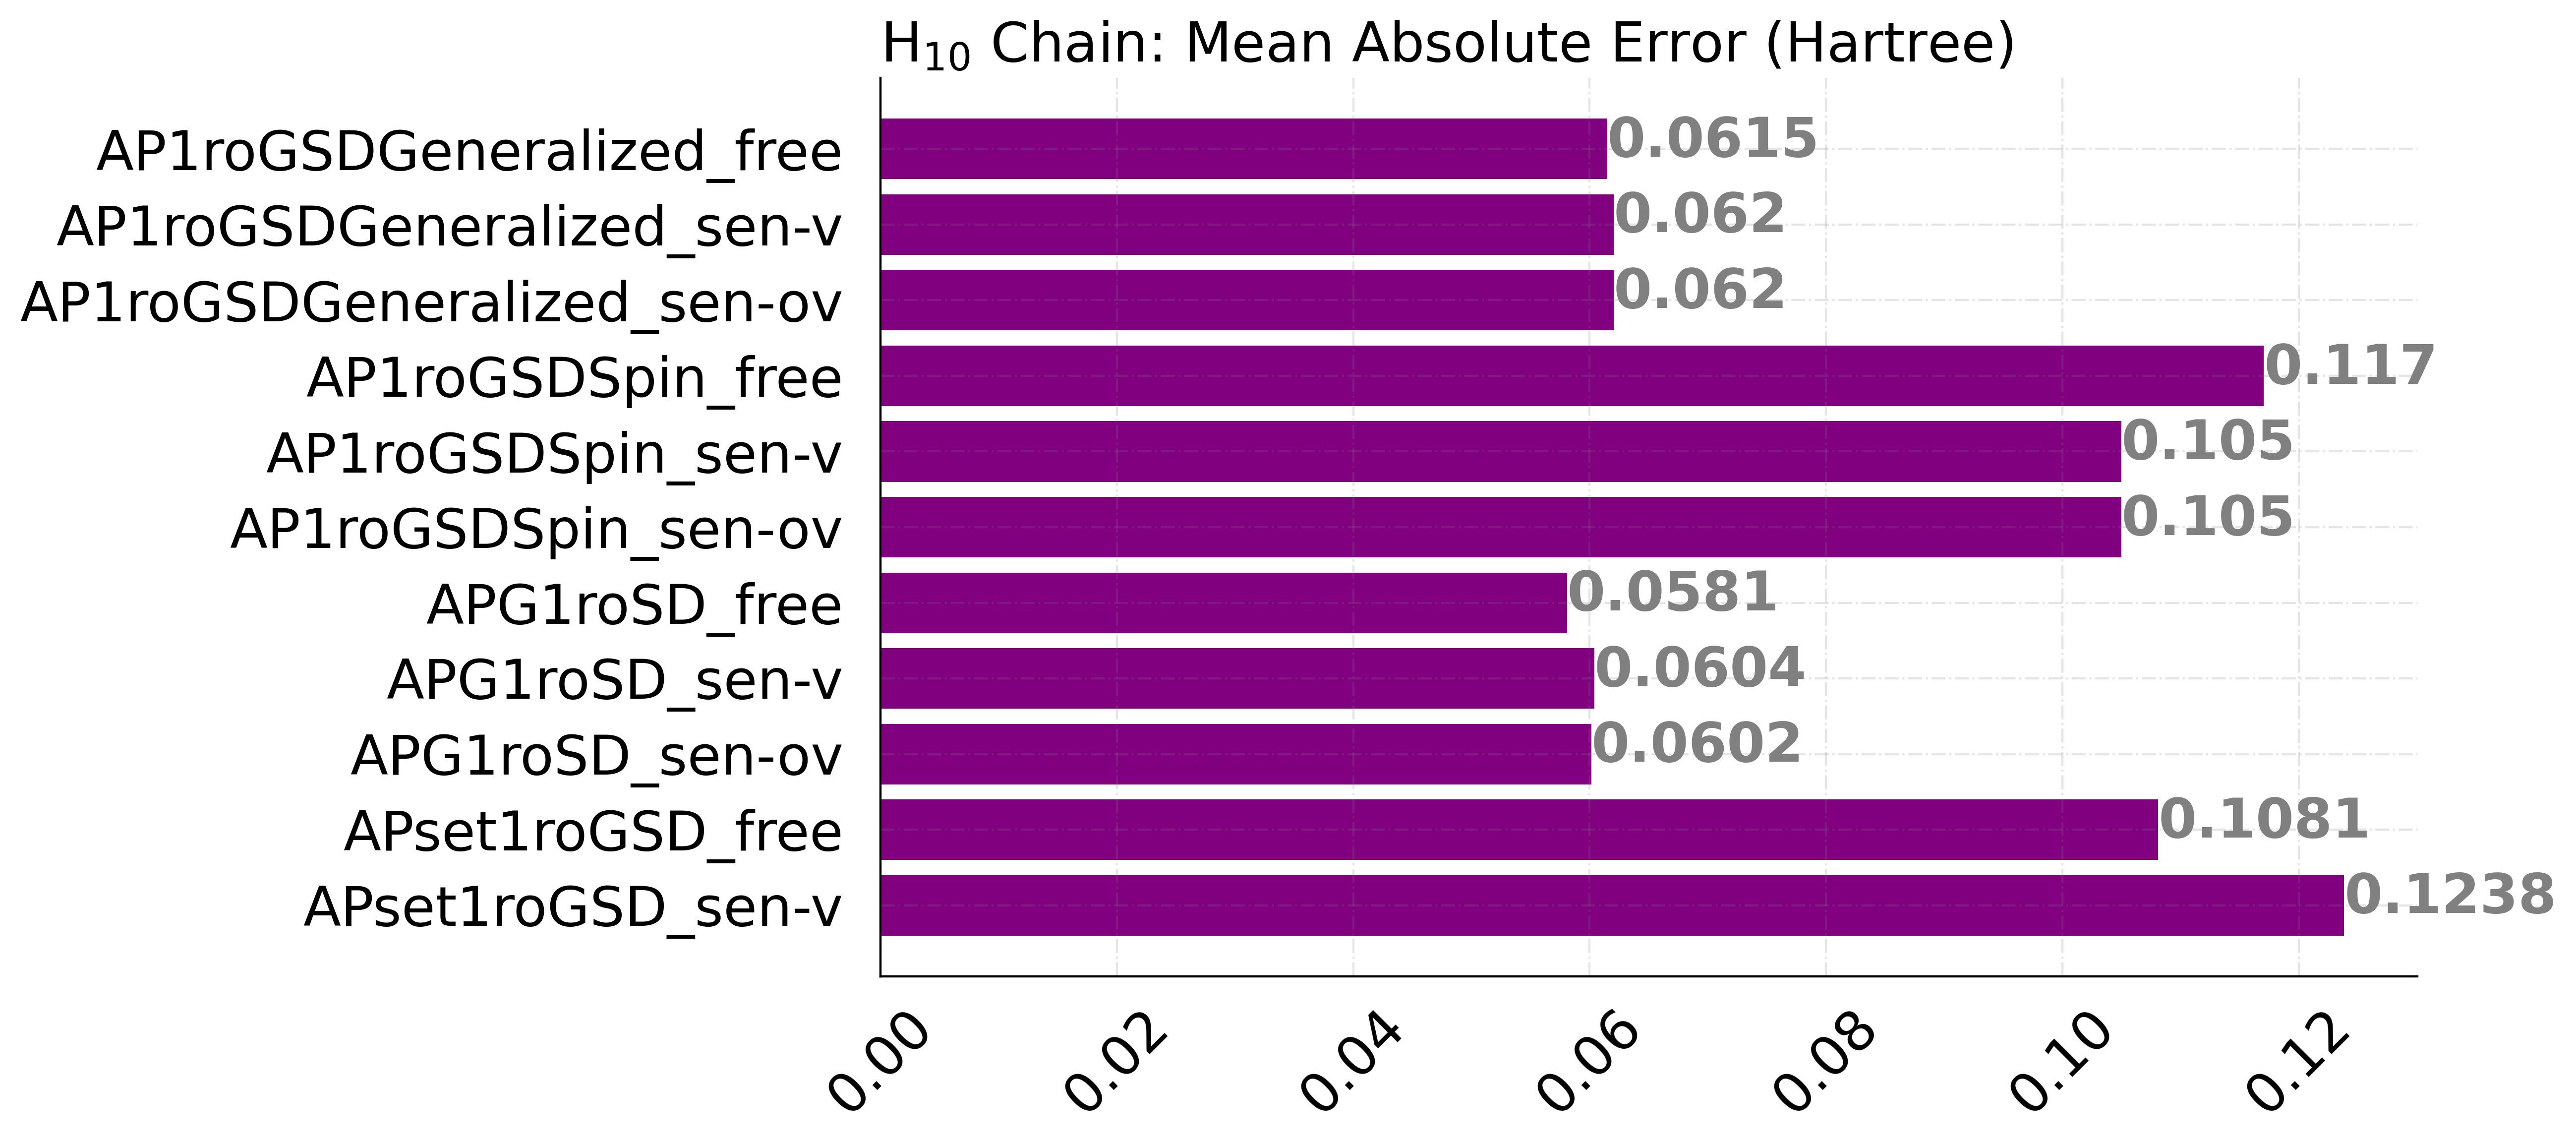 H₁₀ Chain: Mean Absolute Error (Hartree)
AP1roGSDGeneralized_free 0.0615
AP1roGSDGeneralized_sen-v 0.062
AP1roGSDGeneralized_sen-ov 0.062
AP1roGSDSpin_free 0.117
AP1roGSDSpin_sen-v 0.105
AP1roGSDSpin_sen-ov 0.105
APG1roSD_free 0.0581
APG1roSD_sen-v 0.0604
APG1roSD_sen-ov 0.0602
APset1roGSD_free 0.1081
APset1roGSD_sen-v 0.1238
0.00 0.02 0.04 0.06 0.08 0.10 0.12